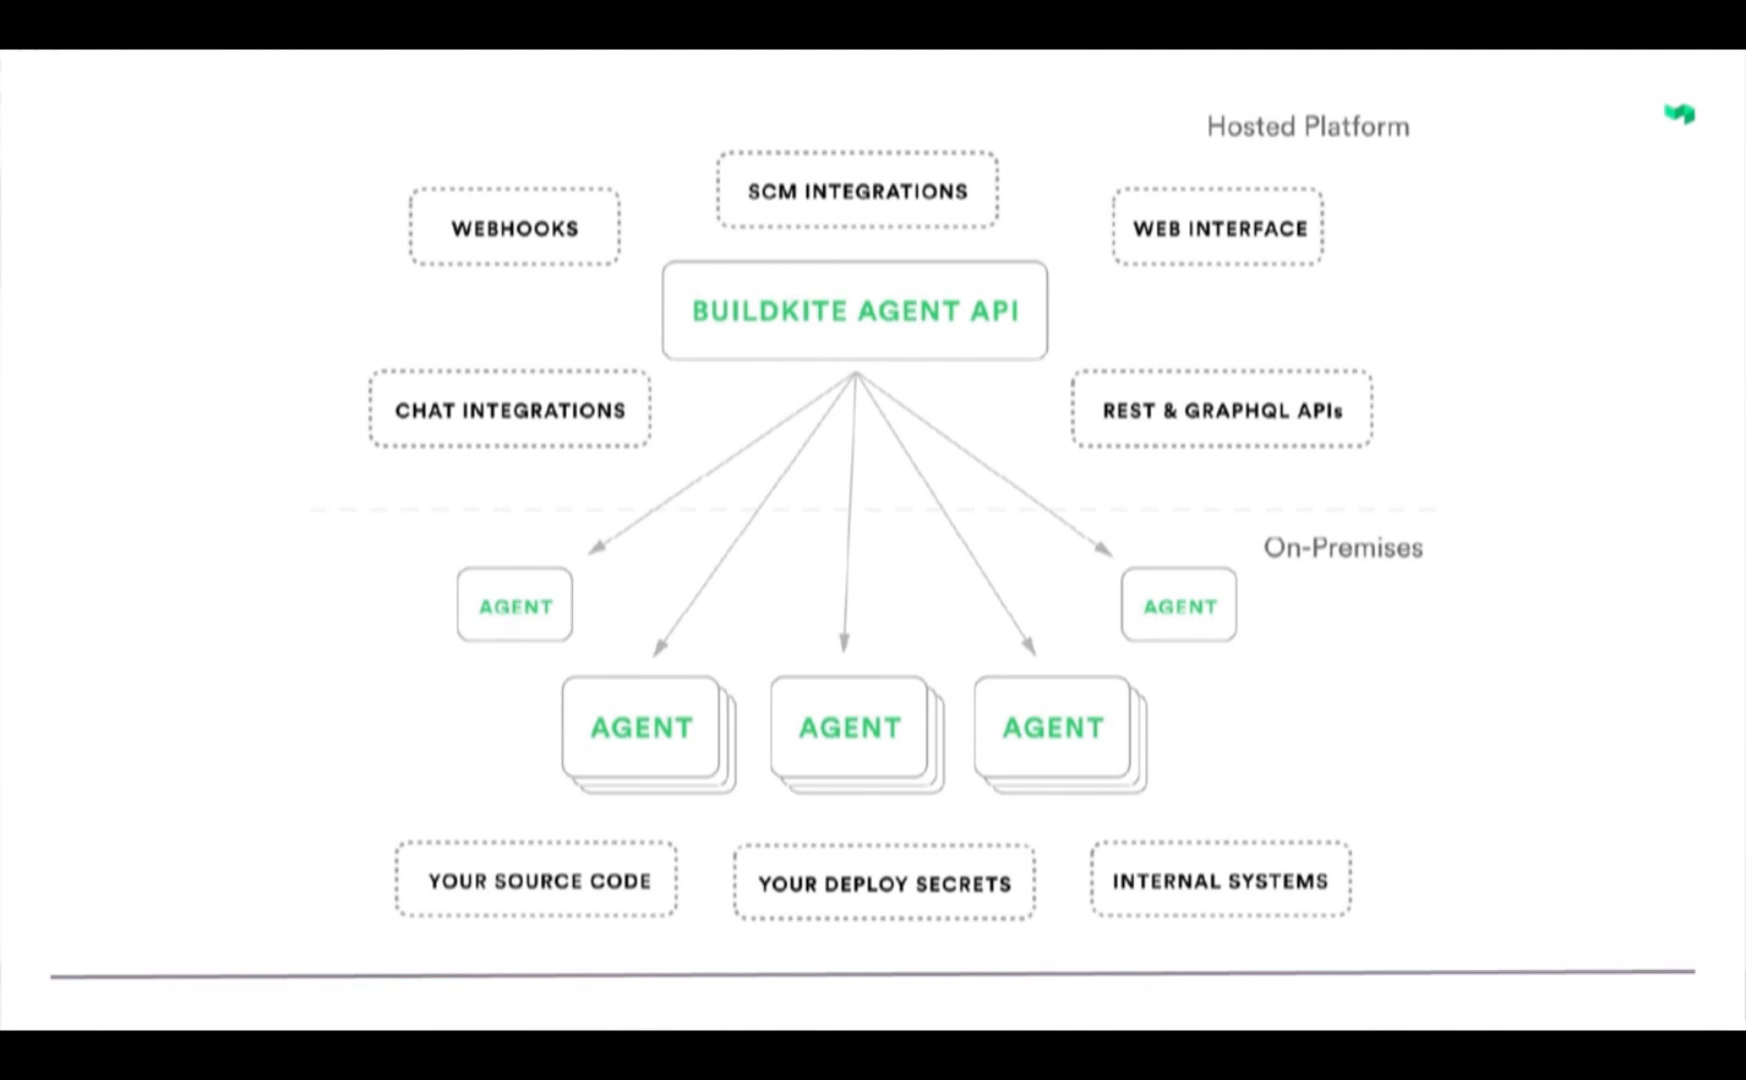 Hosted Platform
SCM INTEGRATIONS
WEBHOOKS
WEB INTERFACE
BUILDKITE AGENT API
CHAT INTEGRATIONS
REST & GRAPHQL APIs
On-Premises
AGENT
AGENT
AGENT
AGENT
AGENT
YOUR SOURCE CODE
YOUR DEPLOY SECRETS
INTERNAL SYSTEMS